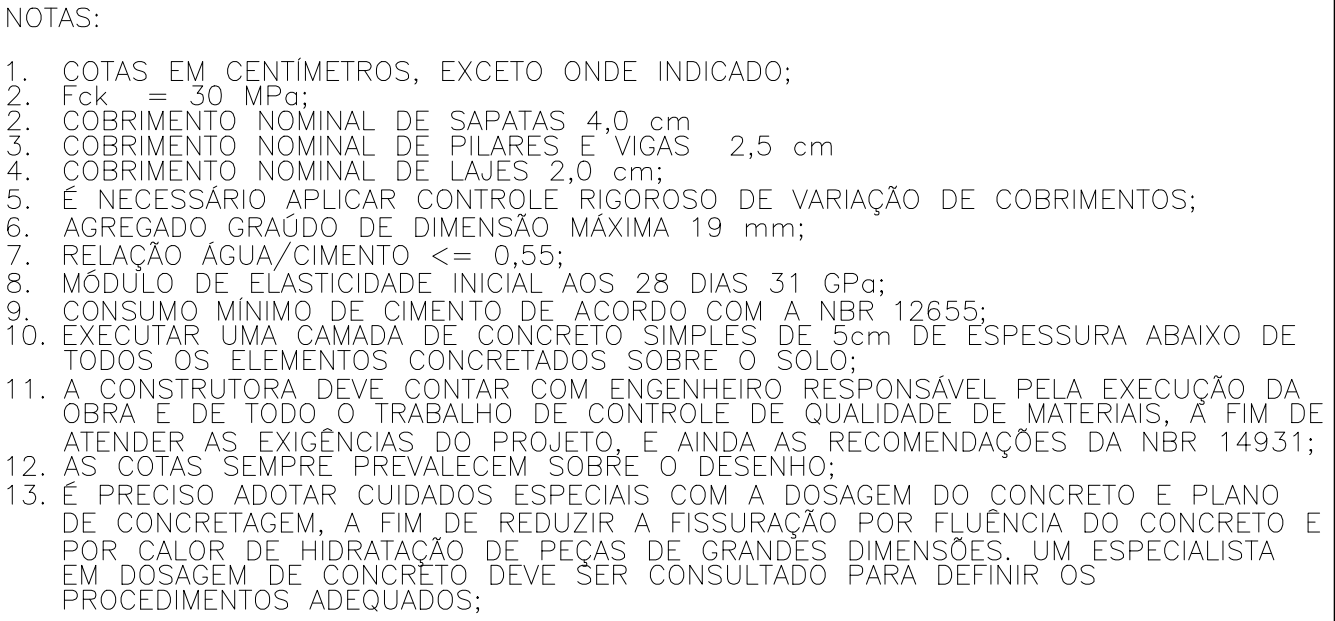 NOTAS:
1. COTAS EM CENTÍMETROS, EXCETO ONDE INDICADO;
2. Fck = 30 MPa;
2. COBRIMENTO NOMINAL DE SAPATAS 4,0 cm
3. COBRIMENTO NOMINAL DE PILARES E VIGAS 2,5 cm
4. COBRIMENTO NOMINAL DE LAJES 2,0 cm;
5. É NECESSÁRIO APLICAR CONTROLE RIGOROSO DE VARIAÇÃO DE COBRIMENTOS;
6. AGREGADO GRAÚDO DE DIMENSÃO MÁXIMA 19 mm;
7. RELAÇÃO ÁGUA/CIMENTO <= 0,55;
8. MÓDULO DE ELASTICIDADE INICIAL AOS 28 DIAS 31 GPa;
9. CONSUMO MÍNIMO DE CIMENTO DE ACORDO COM A NBR 12655;
10. EXECUTAR UMA CAMADA DE CONCRETO SIMPLES DE 5cm DE ESPESSURA ABAIXO DE
TODOS OS ELEMENTOS CONCRETADOS SOBRE O SOLO;
11. A CONSTRUTORA DEVE CONTAR COM ENGENHEIRO RESPONSÁVEL PELA EXECUÇÃO DA
OBRA E DE TODO O TRABALHO DE CONTROLE DE QUALIDADE DE MATERIAIS, A FIM DE
ATENDER AS EXIGÊNCIAS DO PROJETO, E AINDA AS RECOMENDAÇÕES DA NBR 14931;
12. AS COTAS SEMPRE PREVALECEM SOBRE O DESENHO;
13. É PRECISO ADOTAR CUIDADOS ESPECIAIS COM A DOSAGEM DO CONCRETO E PLANO
DE CONCRETAGEM, A FIM DE REDUZIR A FISSURAÇÃO POR FLUÊNCIA DO CONCRETO E
POR CALOR DE HIDRATAÇÃO DE PEÇAS DE GRANDES DIMENSÕES. UM ESPECIALISTA
EM DOSAGEM DE CONCRETO DEVE SER CONSULTADO PARA DEFINIR OS
PROCEDIMENTOS ADEQUADOS;